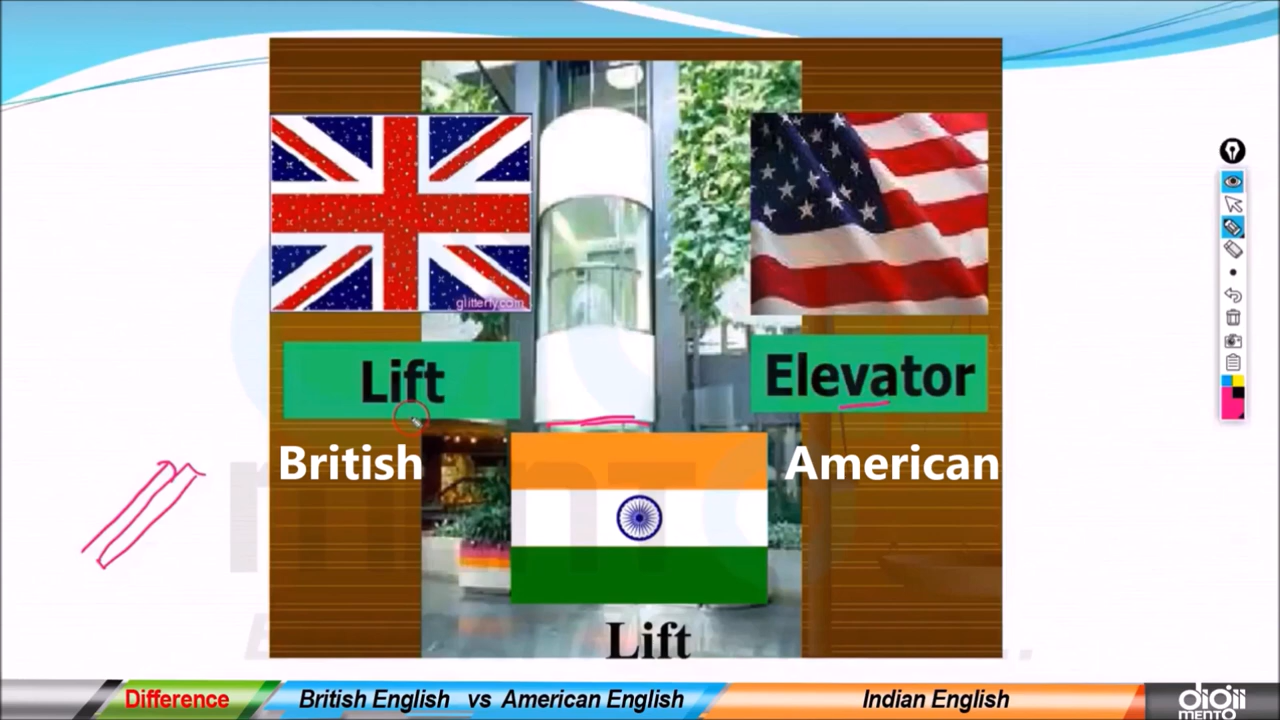 glitterfy.com
Lift
Elevator
British
American
Lift
Difference
British English vs American English
Indian English
digii
MENTO